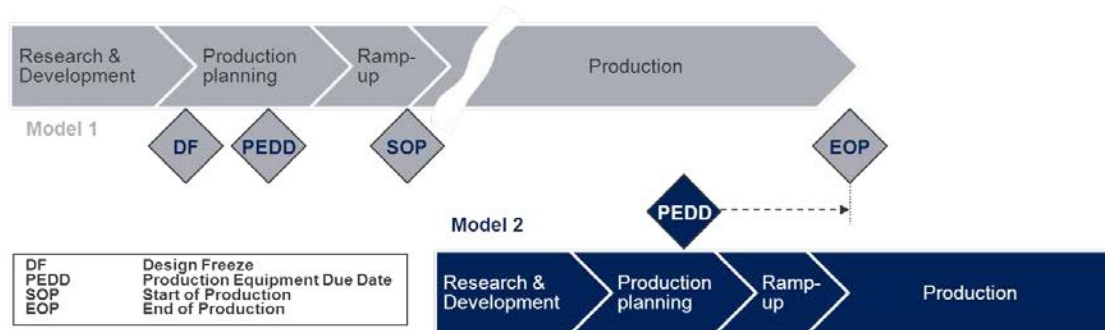 Research &
Development
Production
planning
Ramp-
up
Production
Model 1
DF
PEDD
SOP
EOP
PEDD
Model 2
DF Design Freeze
PEDD Production Equipment Due Date
SOP Start of Production
EOP End of Production
Research &
Development
Production
planning
Ramp-
up
Production